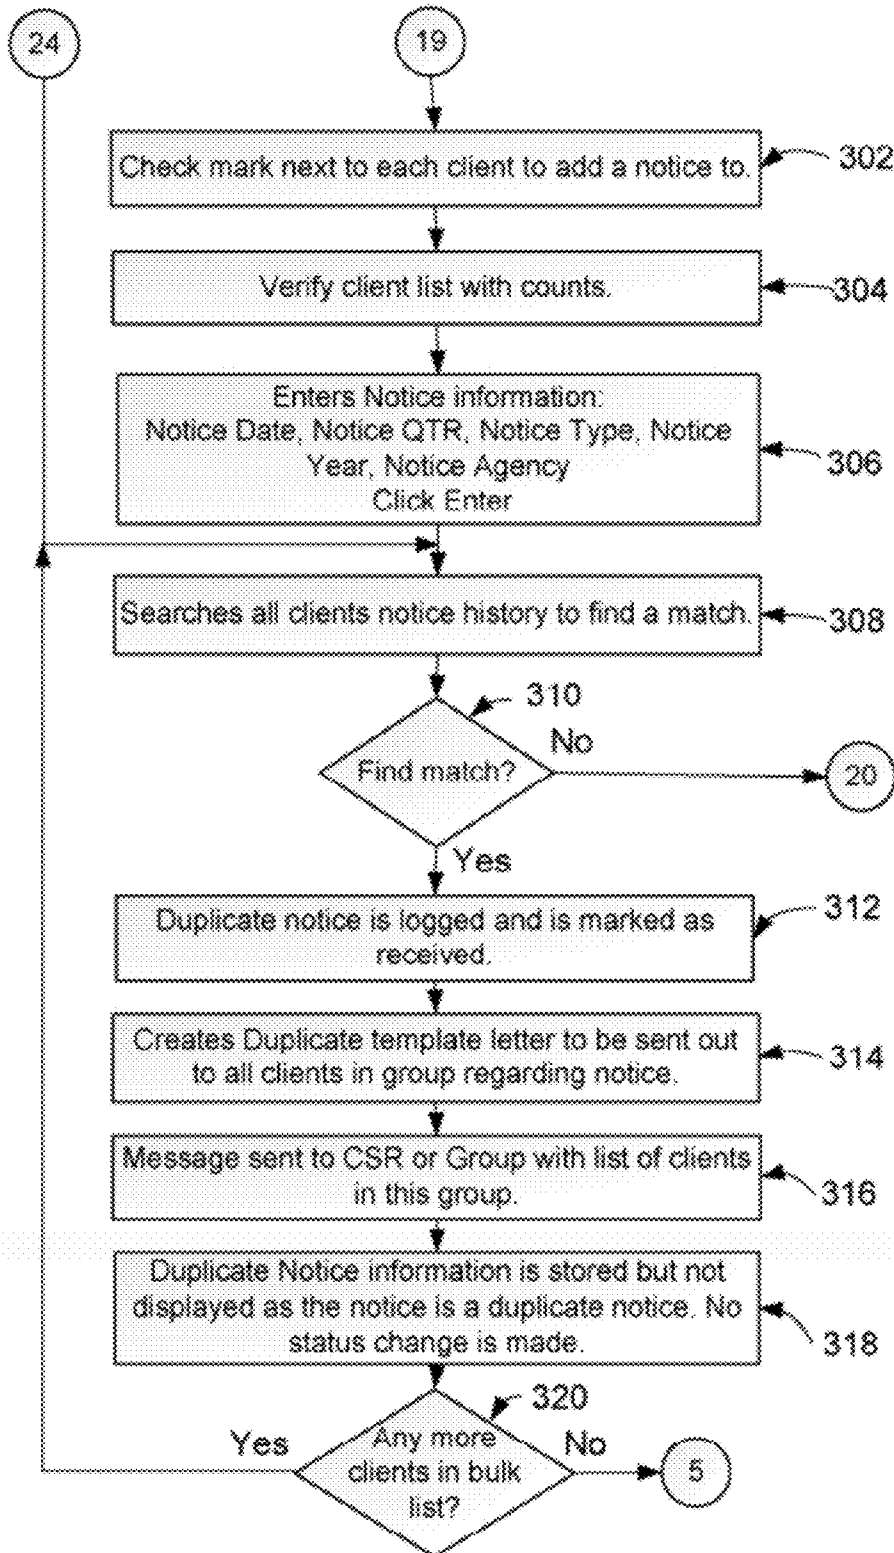 24
19
Check mark next to each client to add a notice to.
302
Verify client list with counts.
304
Enters Notice information:
Notice Date, Notice QTR, Notice Type, Notice
Year, Notice Agency
Click Enter
306
Searches all clients notice history to find a match.
308
310
Find match?
No
20
Yes
Duplicate notice is logged and is marked as
received.
312
Creates Duplicate template letter to be sent out
to all clients in group regarding notice.
314
Message sent to CSR or Group with list of clients
in this group.
316
Duplicate Notice information is stored but not
displayed as the notice is a duplicate notice. No
status change is made.
318
320
Yes
Any more
clients in bulk
list?
No
5